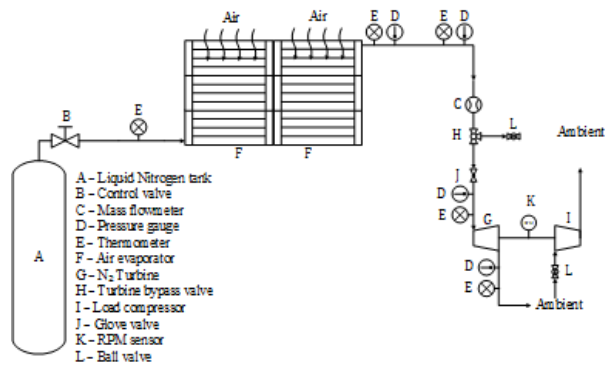 Air
Air
E
D
E
D
B
E
C
H
L
Ambient
F
F
J
D
E
G
K
I
D
E
L
Ambient
A
A – Liquid Nitrogen tank
B – Control valve
C – Mass flowmeter
D – Pressure gauge
E – Thermometer
F – Air evaporator
G – N₂ Turbine
H – Turbine bypass valve
I – Load compressor
J – Glove valve
K – RPM sensor
L – Ball valve